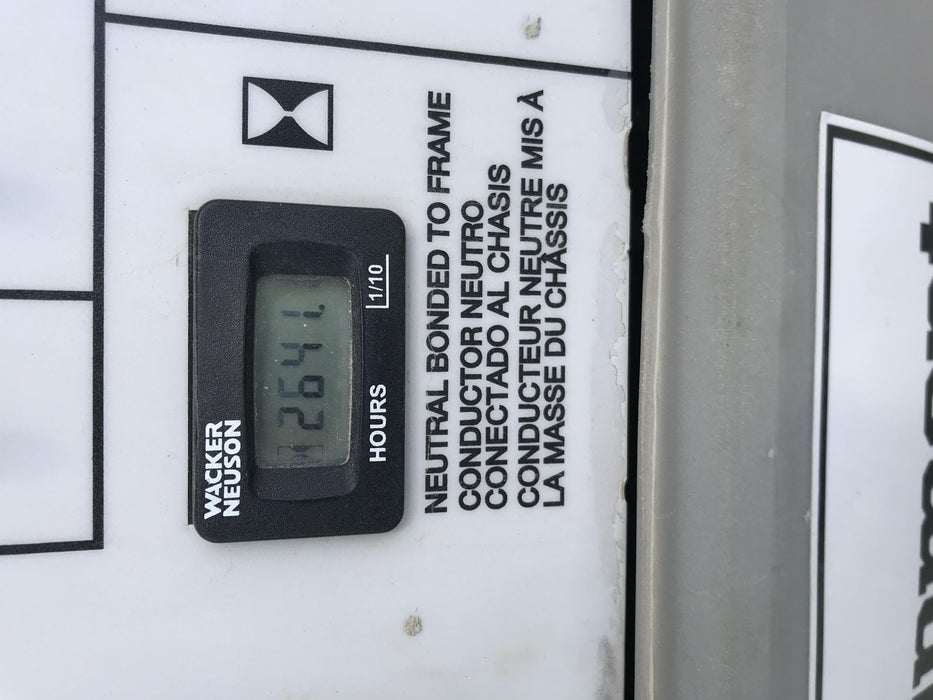 WACKER
NEUSON
2641.
HOURS 1/10
NEUTRAL BONDED TO FRAME
CONDUCTOR NEUTRO
CONECTADO AL CHASIS
CONDUCTEUR NEUTRE MIS À
LA MASSE DU CHÂSSIS